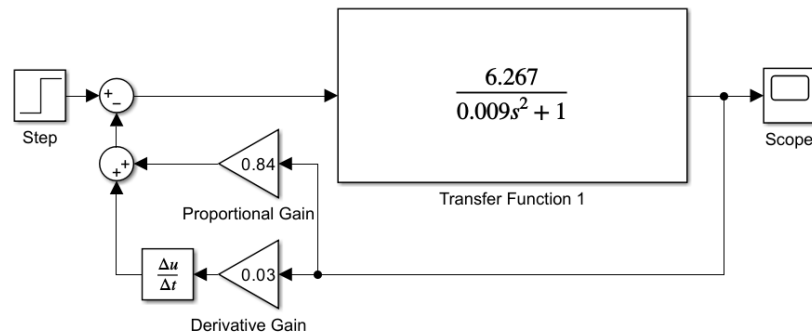 6.267
0.009s² + 1
Step
+
−
Scope
+
+
0.84
Transfer Function 1
Proportional Gain
Δu
Δt
0.03
Derivative Gain